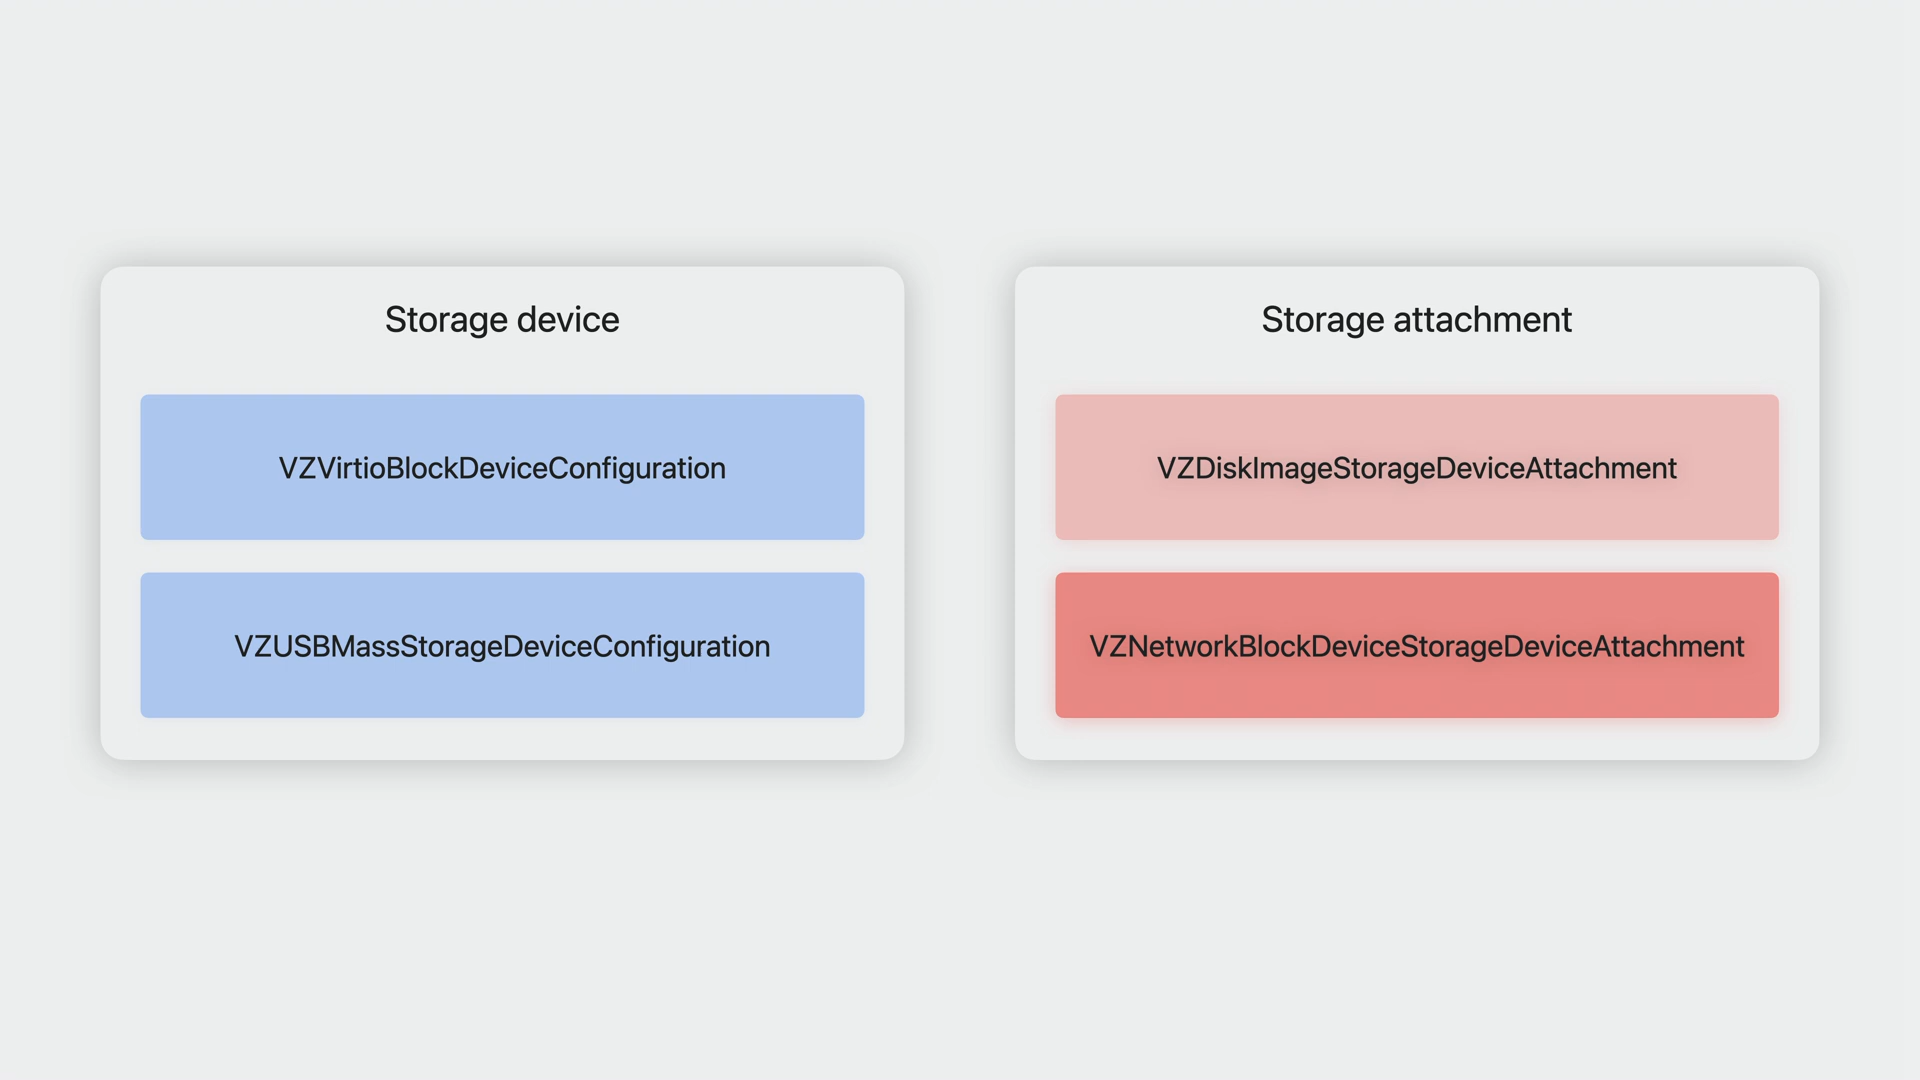 Storage device
VZVirtioBlockDeviceConfiguration
VZUSBMassStorageDeviceConfiguration
Storage attachment
VZDiskImageStorageDeviceAttachment
VZNetworkBlockDeviceStorageDeviceAttachment